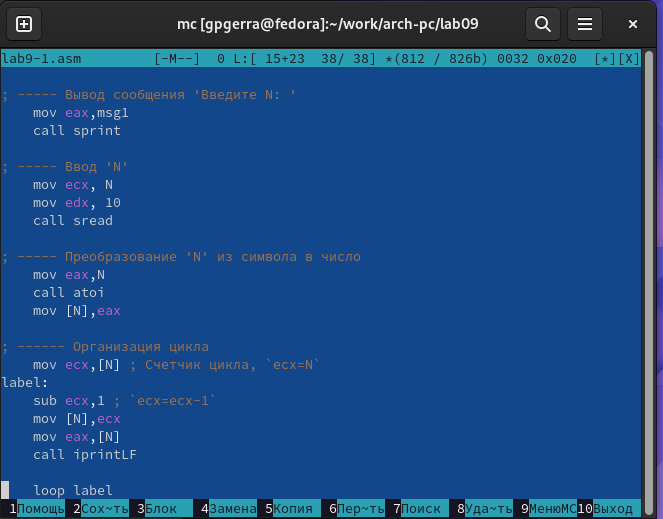 mc [gpgerra@fedora]:~/work/arch-pc/lab09
lab9-1.asm [-M--] 0 L:[ 15+23 38/ 38] *(812 / 826b) 0032 0x020 [*][X]
; ----- Вывод сообщения 'Введите N: '
mov eax,msg1
call sprint
; ----- Ввод 'N'
mov ecx, N
mov edx, 10
call sread
; ----- Преобразование 'N' из символа в число
mov eax,N
call atoi
mov [N],eax
; ------ Организация цикла
mov ecx,[N] ; Счетчик цикла, `ecx=N`
label:
sub ecx,1 ; `ecx=ecx-1`
mov [N],ecx
mov eax,[N]
call iprintLF
loop label
1Помощь 2Сох~ть 3Блок 4Замена 5Копия 6Пер~ть 7Поиск 8Уда~ть 9МенюMC 10Выход